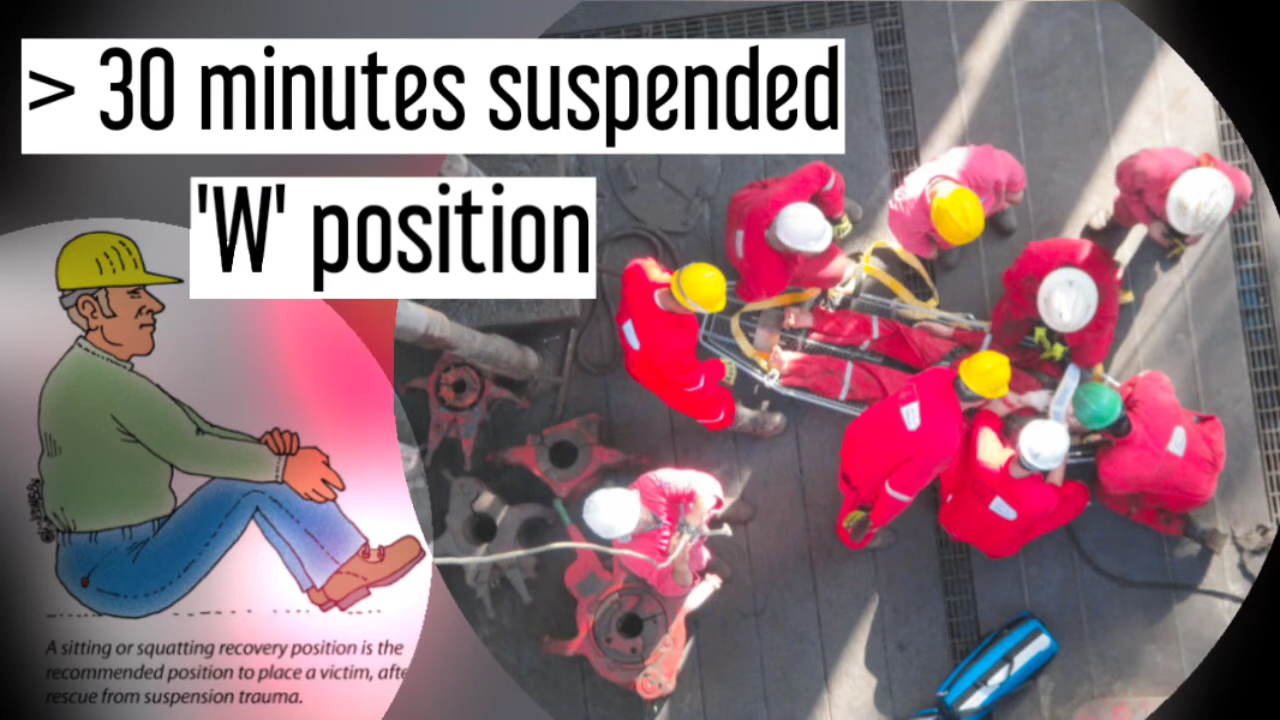 > 30 minutes suspended
'W' position
A sitting or squatting recovery position is the
recommended position to place a victim, afte
rescue from suspension trauma.